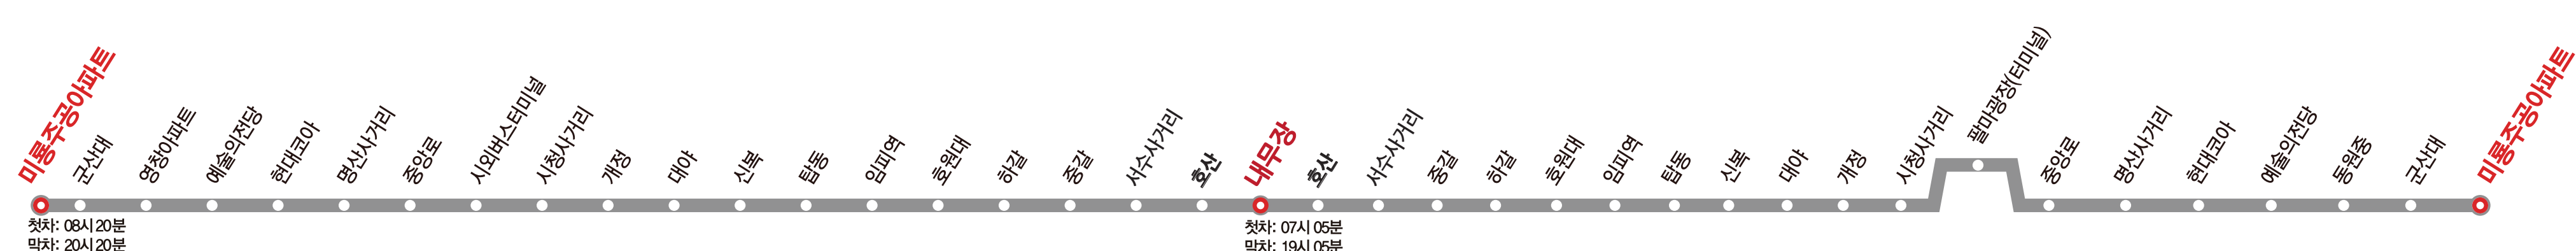 미룡주공아파트
군산대
영창아파트
예술의전당
현대코아
명산사거리
중앙로
시외버스터미널
시청사거리
개정
대야
신복
탑동
임피역
호원대
하갈
중갈
서수사거리
호산
내무장
호산
서수사거리
중갈
하갈
호원대
임피역
탑동
신복
대야
개정
시청사거리
팔마광장(터미널)
중앙로
명산사거리
현대코아
예술의전당
동원중
군산대
미룡주공아파트
첫차: 08시 20분
막차: 20시 20분
첫차: 07시 05분
막차: 19시 05분